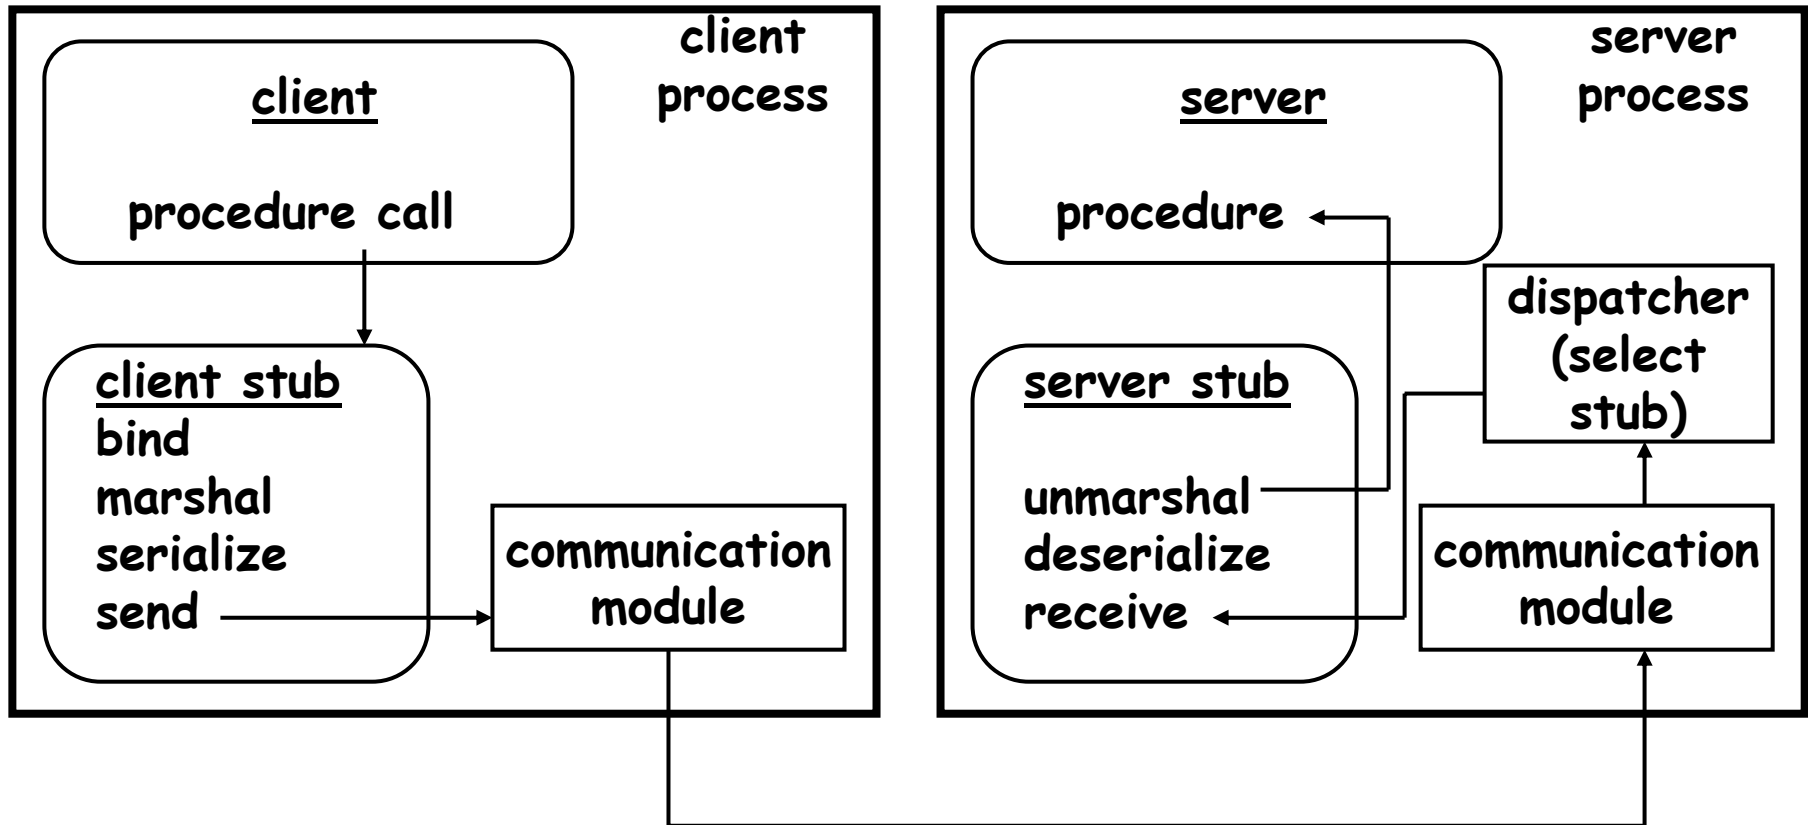 client
process
client
procedure call
client stub
bind
marshal
serialize
send
communication
module
server
process
server
procedure
dispatcher
(select
stub)
server stub
unmarshal
deserialize
receive
communication
module